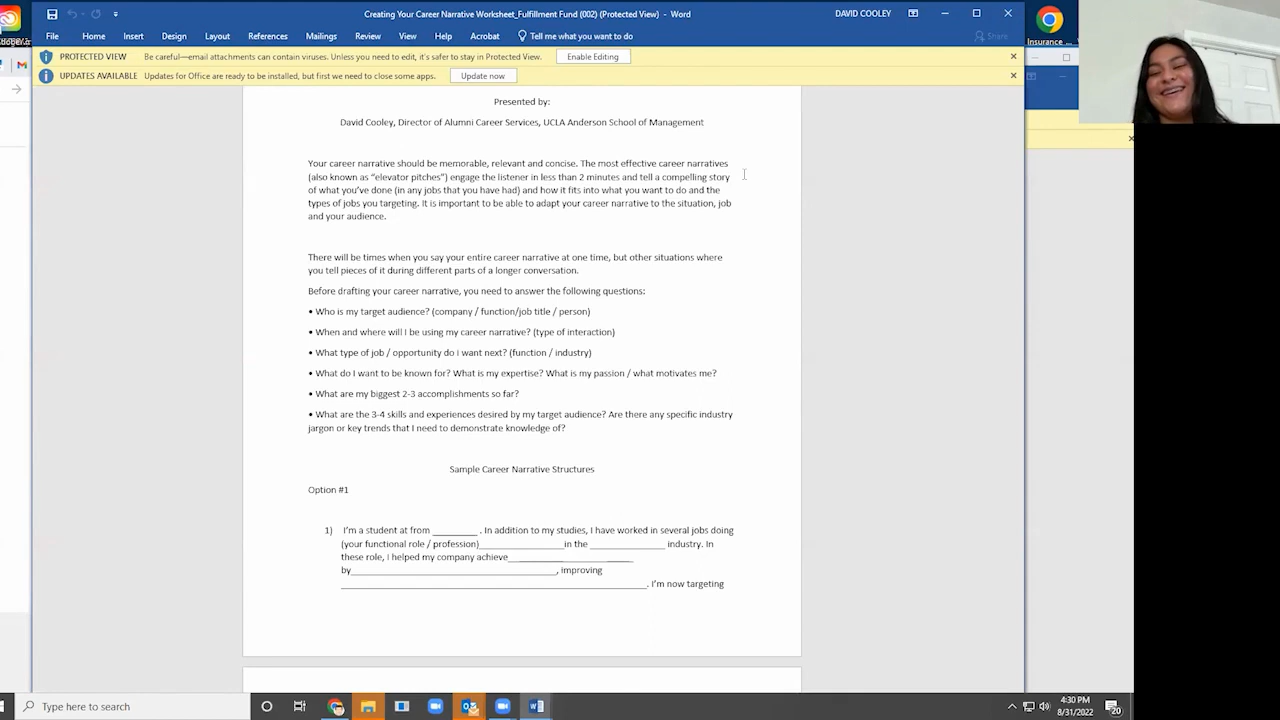 Creating Your Career Narrative Worksheet_Fulfillment Fund (002) (Protected View) - Word
DAVID COOLEY
File
Home
Insert
Design
Layout
References
Mailings
Review
View
Help
Acrobat
Tell me what you want to do
Share
PROTECTED VIEW
Be careful—email attachments can contain viruses. Unless you need to edit, it's safer to stay in Protected View.
Enable Editing
UPDATES AVAILABLE
Updates for Office are ready to be installed, but first we need to close some apps.
Update now
Insurance ...
Presented by:
David Cooley, Director of Alumni Career Services, UCLA Anderson School of Management
Your career narrative should be memorable, relevant and concise. The most effective career narratives
(also known as “elevator pitches”) engage the listener in less than 2 minutes and tell a compelling story
of what you’ve done (in any jobs that you have had) and how it fits into what you want to do and the
types of jobs you targeting. It is important to be able to adapt your career narrative to the situation, job
and your audience.
There will be times when you say your entire career narrative at one time, but other situations where
you tell pieces of it during different parts of a longer conversation.
Before drafting your career narrative, you need to answer the following questions:
• Who is my target audience? (company / function/job title / person)
• When and where will I be using my career narrative? (type of interaction)
• What type of job / opportunity do i want next? (function / industry)
• What do I want to be known for? What is my expertise? What is my passion / what motivates me?
• What are my biggest 2-3 accomplishments so far?
• What are the 3-4 skills and experiences desired by my target audience? Are there any specific industry
jargon or key trends that I need to demonstrate knowledge of?
Sample Career Narrative Structures
Option #1
1) I’m a student at from _________ . In addition to my studies, I have worked in several jobs doing
(your functional role / profession)_________________in the _______________ industry. In
these role, I helped my company achieve_________________________
by_________________________________________, improving
_____________________________________________________________. I’m now targeting
Type here to search
4:30 PM
8/31/2022
20